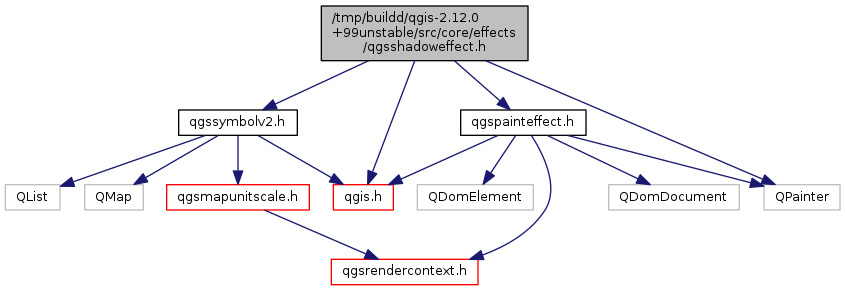 /tmp/buildd/qgis-2.12.0
+99unstable/src/core/effects
/qgsshadoweffect.h
qgssymbolv2.h
qgspainteffect.h
QList
QMap
qgsmapunitscale.h
qgis.h
QDomElement
QDomDocument
QPainter
qgsrendercontext.h